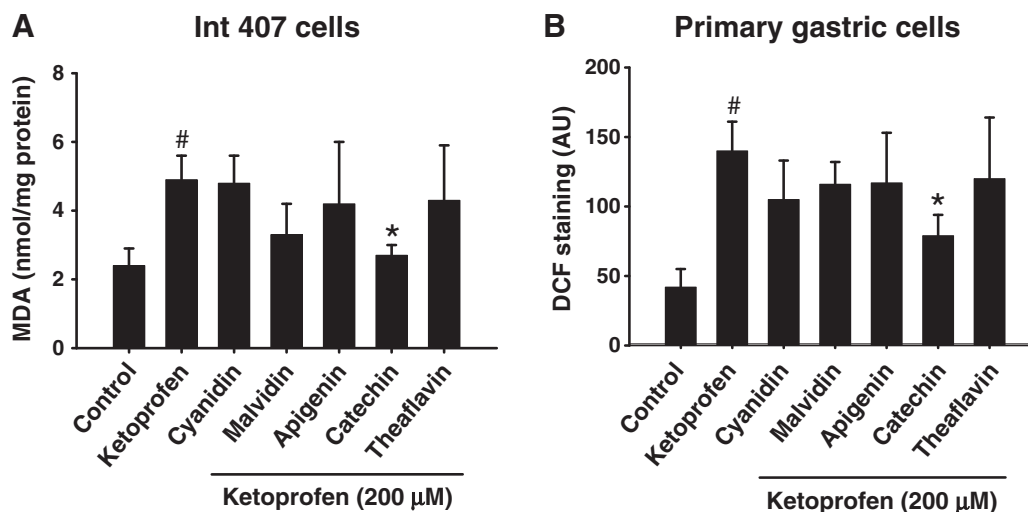 A
Int 407 cells
MDA (nmol/mg protein)
8
6
4
2
0
#
*
Control
Ketoprofen
Cyanidin
Malvidin
Apigenin
Catechin
Theaflavin
Ketoprofen (200 μM)
B
Primary gastric cells
DCF staining (AU)
200
150
100
50
0
#
*
Control
Ketoprofen
Cyanidin
Malvidin
Apigenin
Catechin
Theaflavin
Ketoprofen (200 μM)